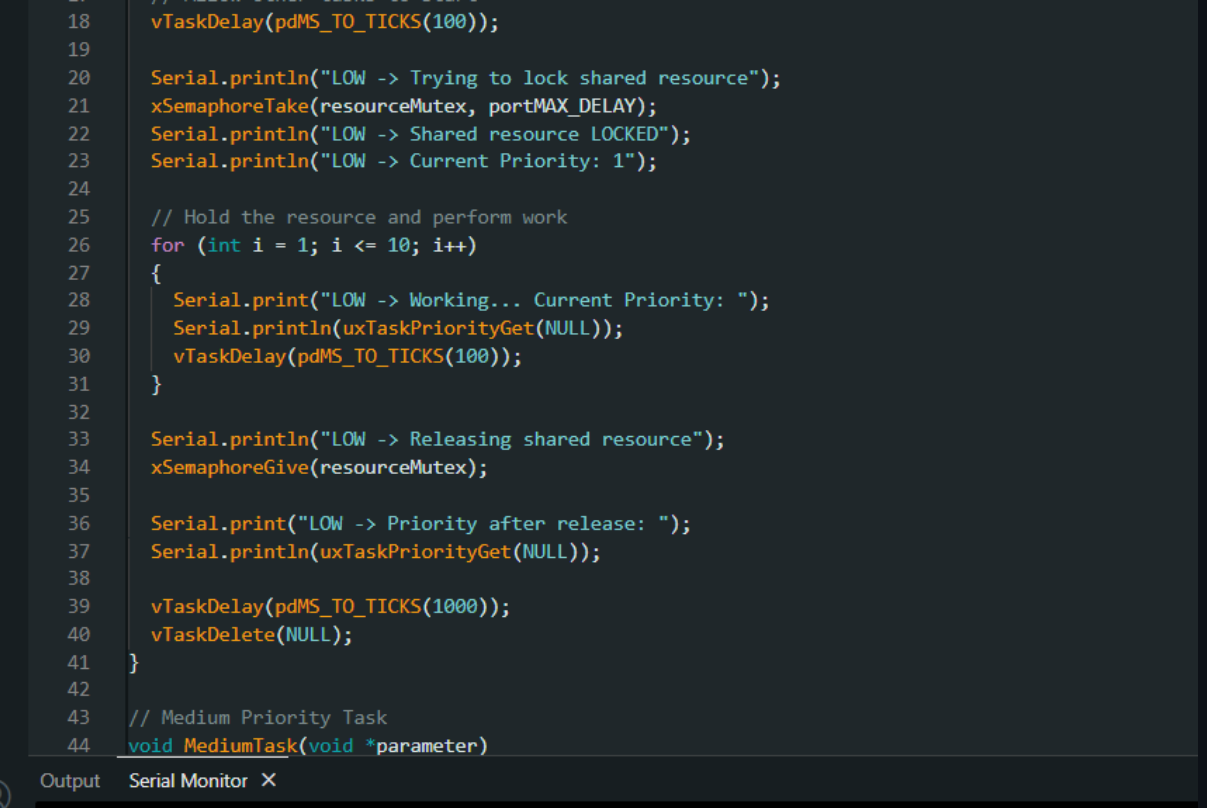 18 vTaskDelay(pdMS_TO_TICKS(100));
19
20 Serial.println("LOW -> Trying to lock shared resource");
21 xSemaphoreTake(resourceMutex, portMAX_DELAY);
22 Serial.println("LOW -> Shared resource LOCKED");
23 Serial.println("LOW -> Current Priority: 1");
24
25 // Hold the resource and perform work
26 for (int i = 1; i <= 10; i++)
27 {
28 Serial.print("LOW -> Working... Current Priority: ");
29 Serial.println(uxTaskPriorityGet(NULL));
30 vTaskDelay(pdMS_TO_TICKS(100));
31 }
32
33 Serial.println("LOW -> Releasing shared resource");
34 xSemaphoreGive(resourceMutex);
35
36 Serial.print("LOW -> Priority after release: ");
37 Serial.println(uxTaskPriorityGet(NULL));
38
39 vTaskDelay(pdMS_TO_TICKS(1000));
40 vTaskDelete(NULL);
41 }
42
43 // Medium Priority Task
44 void MediumTask(void *parameter)
Output Serial Monitor ×